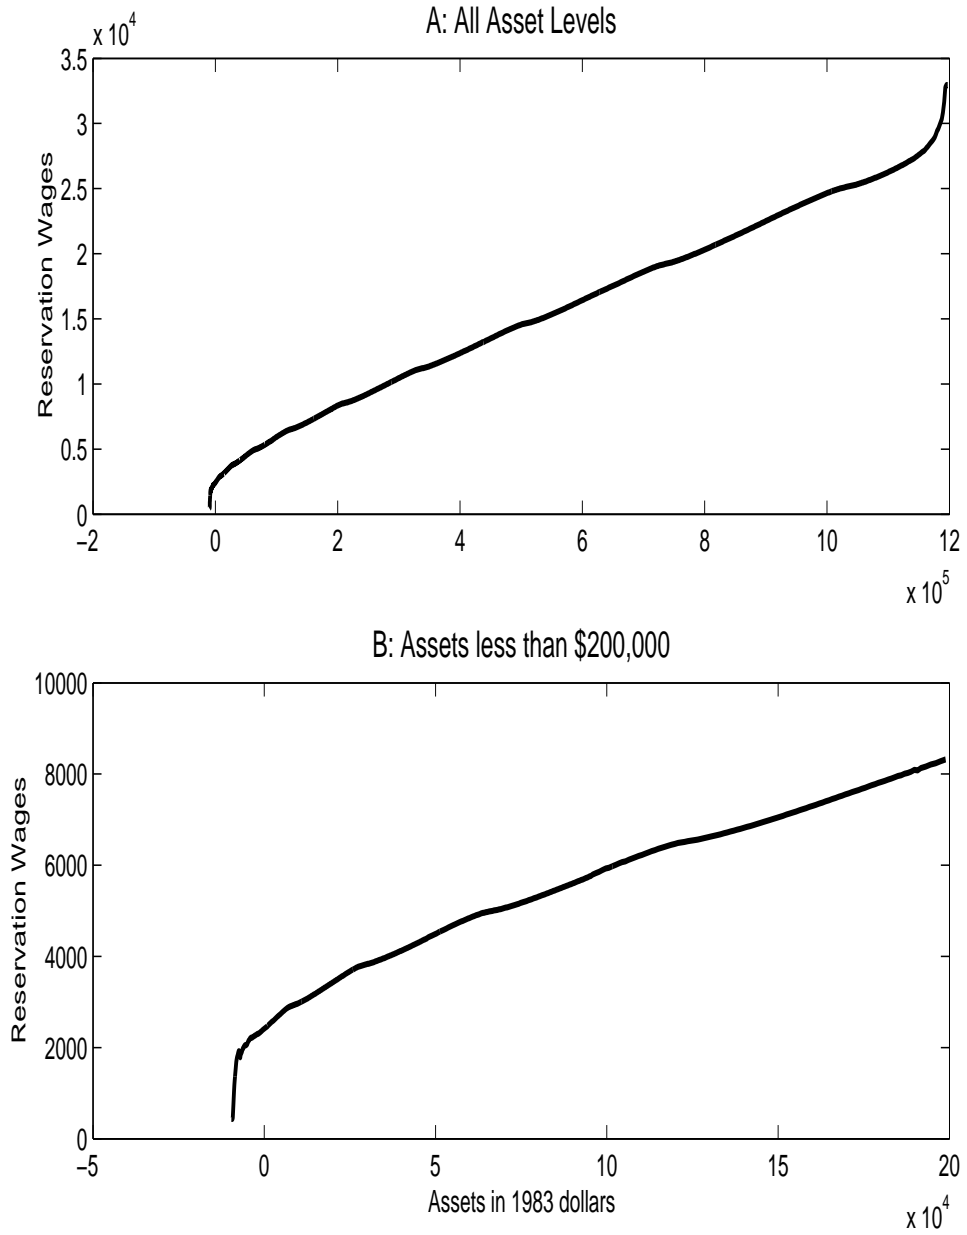 A: All Asset Levels
x 10^4
3.5
3
2.5
2
1.5
1
0.5
0
Reservation Wages
−2 0 2 4 6 8 10 12
x 10^5
B: Assets less than $200,000
10000
8000
6000
4000
2000
0
Reservation Wages
−5 0 5 10 15 20
Assets in 1983 dollars
x 10^4